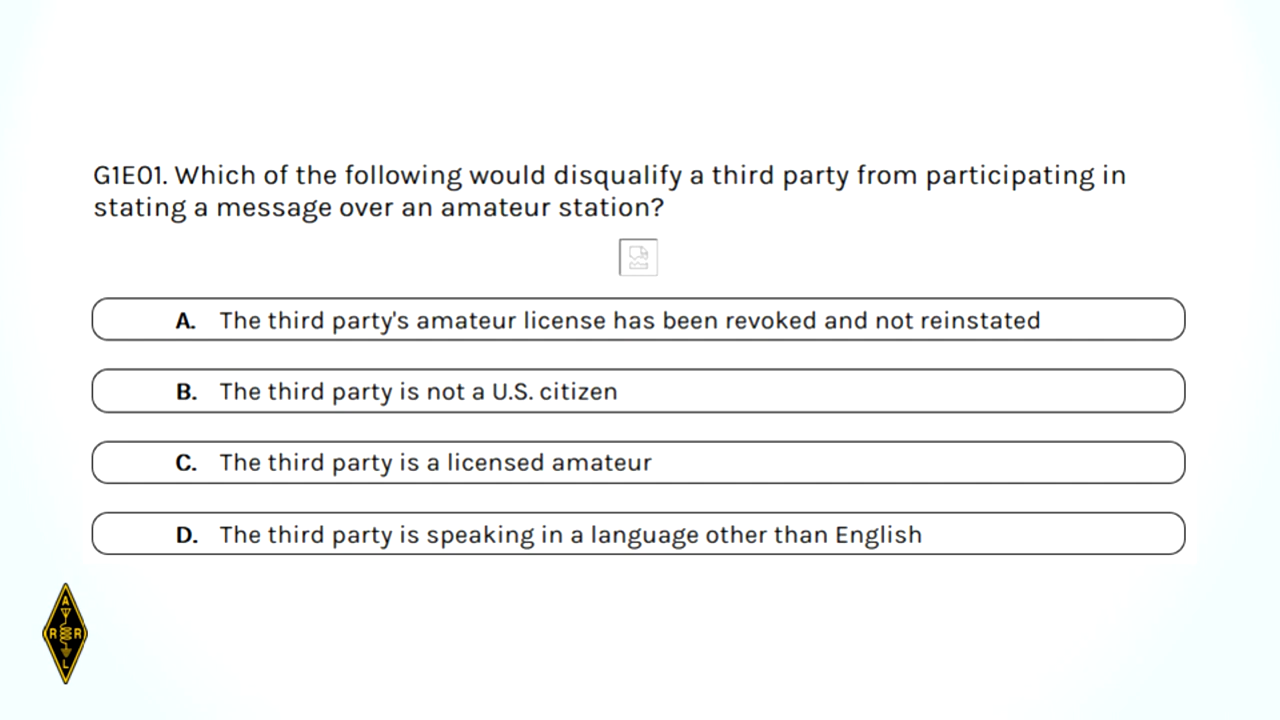 G1E01. Which of the following would disqualify a third party from participating in
stating a message over an amateur station?
A. The third party's amateur license has been revoked and not reinstated
B. The third party is not a U.S. citizen
C. The third party is a licensed amateur
D. The third party is speaking in a language other than English
A
R R
L